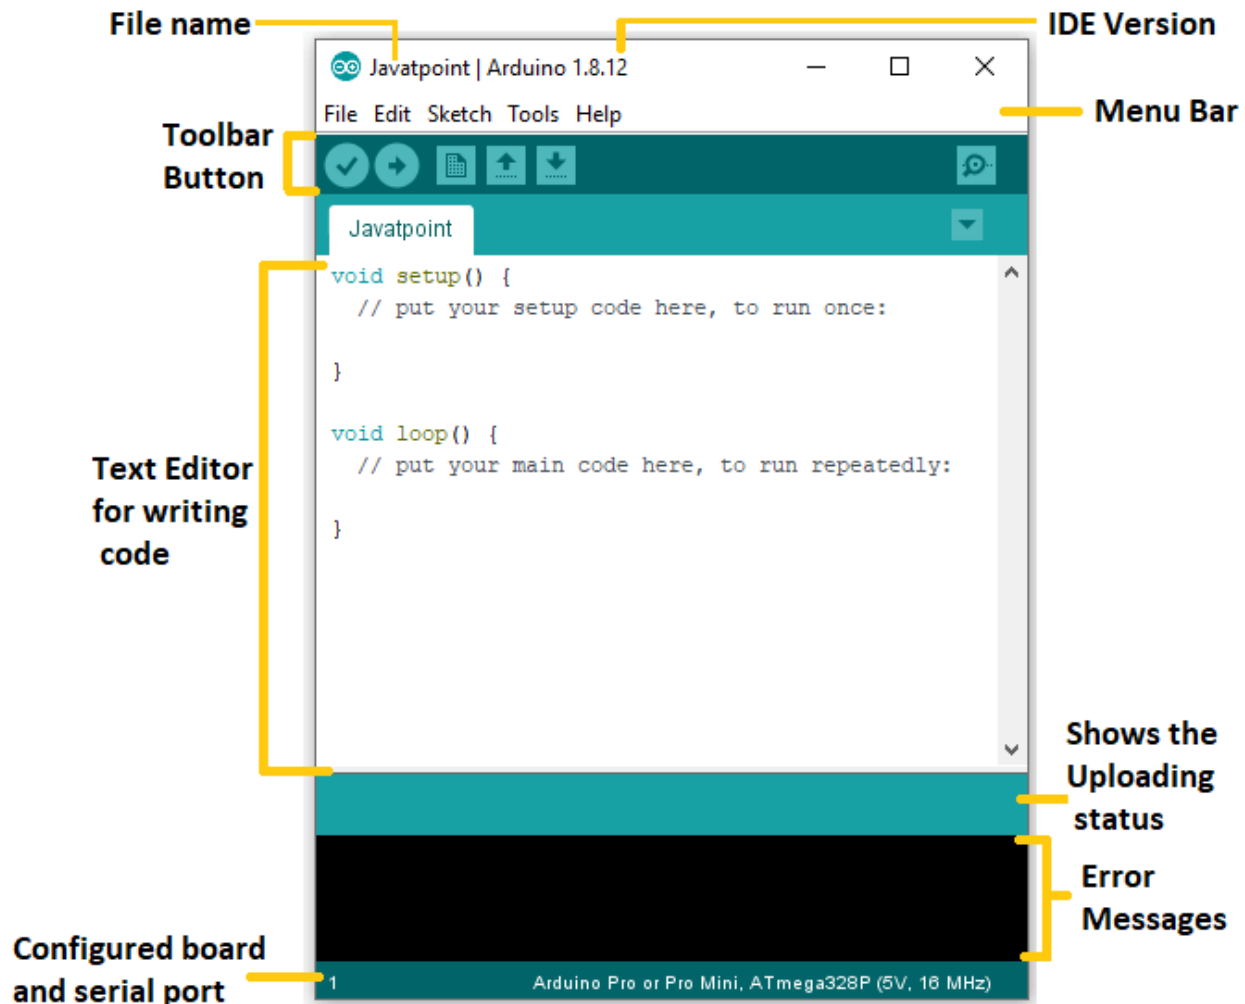 File name
IDE Version
Javatpoint | Arduino 1.8.12
File Edit Sketch Tools Help
Menu Bar
Toolbar
Button
Javatpoint
void setup() {
// put your setup code here, to run once:
}
void loop() {
// put your main code here, to run repeatedly:
}
Text Editor
for writing
code
Shows the
Uploading
status
Error
Messages
Configured board
and serial port
1
Arduino Pro or Pro Mini, ATmega328P (5V, 16 MHz)